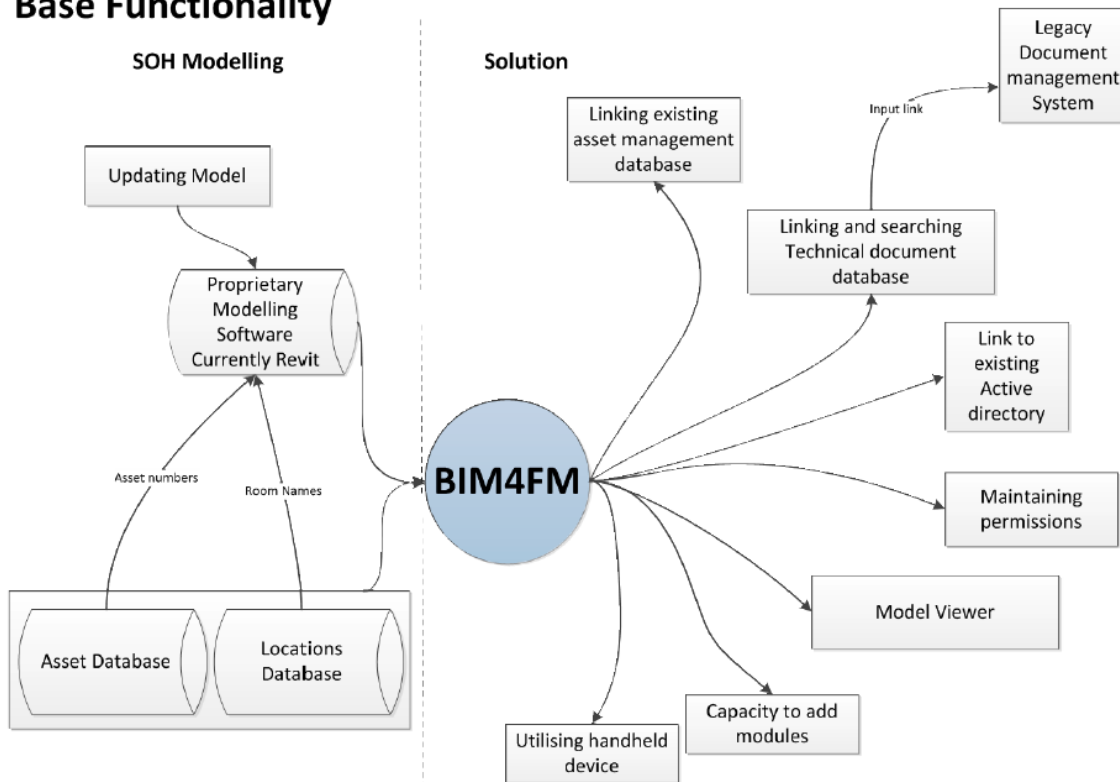 Base Functionality
SOH Modelling
Solution
Legacy
Document
management
System
Linking existing
asset management
database
Input link
Updating Model
Linking and searching
Technical document
database
Proprietary
Modelling
Software
Currently Revit
Link to
existing
Active
directory
Asset numbers
Room Names
BIM4FM
Maintaining
permissions
Model Viewer
Asset Database
Locations
Database
Capacity to add
modules
Utilising handheld
device